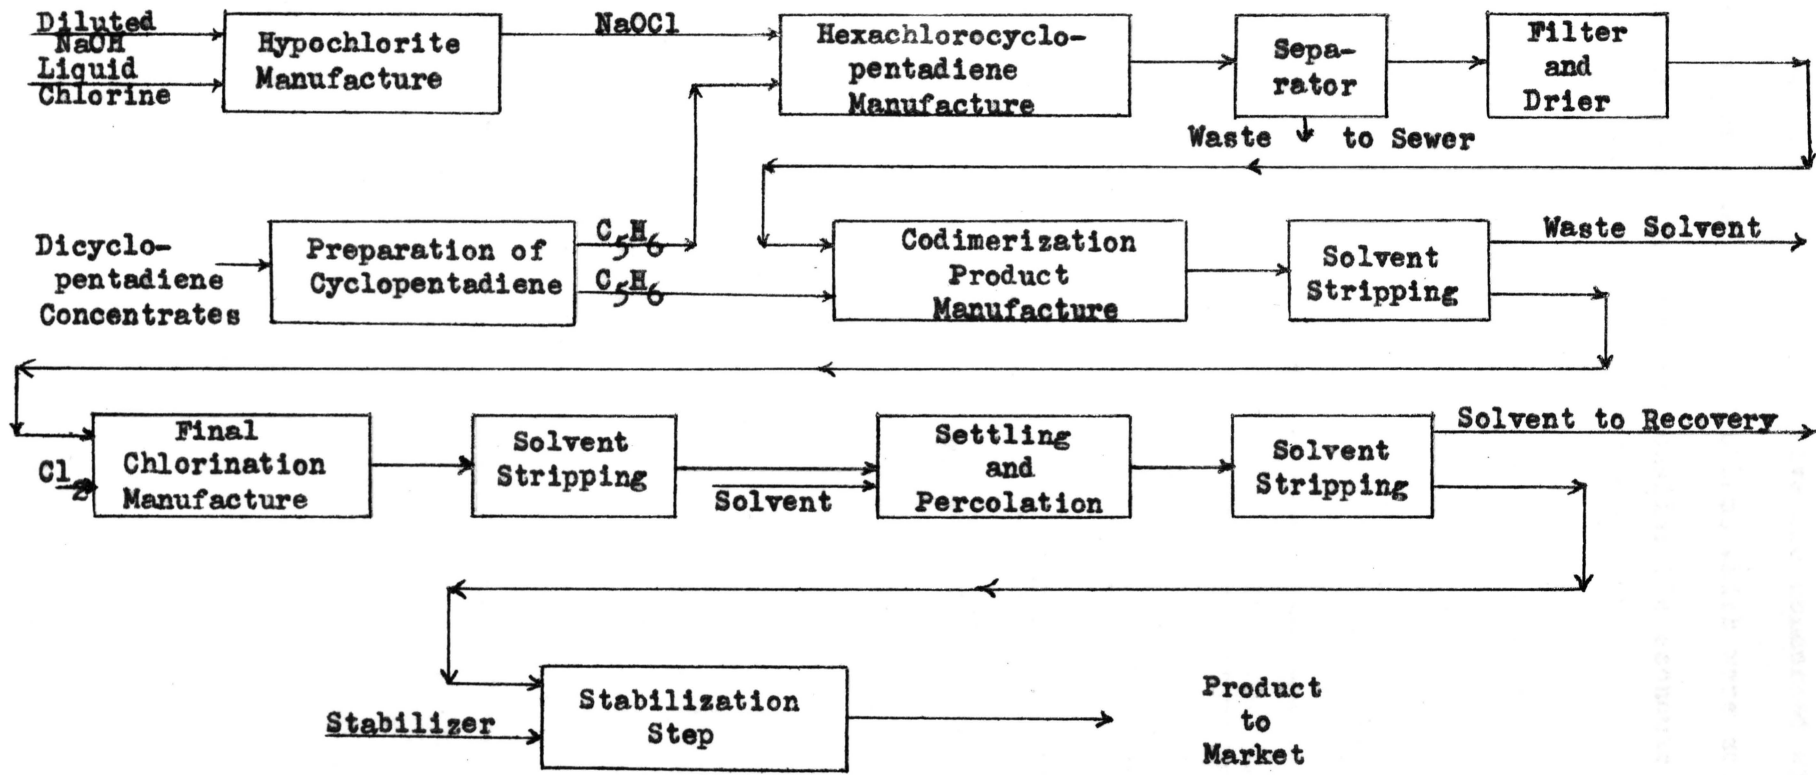 Diluted
NaOH
Liquid
Chlorine
Hypochlorite
Manufacture
NaOCl
Hexachlorocyclo-
pentadiene
Manufacture
Sepa-
rator
Filter
and
Drier
Waste to Sewer
Dicyclo-
pentadiene
Concentrates
Preparation of
Cyclopentadiene
C5H6
C5H6
Codimerization
Product
Manufacture
Solvent
Stripping
Waste Solvent
Cl2
Final
Chlorination
Manufacture
Solvent
Stripping
Solvent
Settling
and
Percolation
Solvent
Stripping
Solvent to Recovery
Stabilizer
Stabilization
Step
Product
to
Market